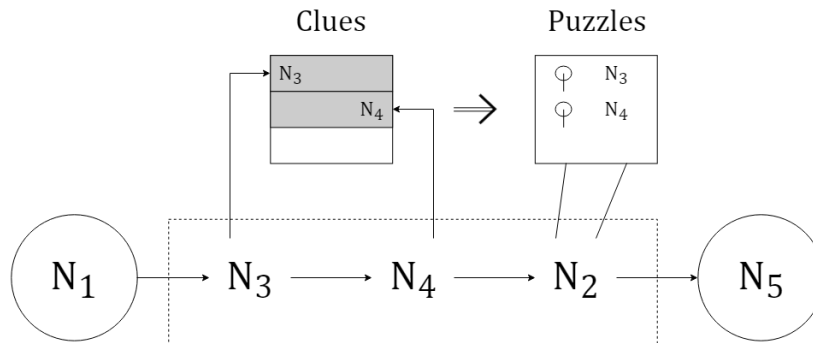 Clues Puzzles
N₃ N₃
N₄ N₄
N₁ N₃ N₄ N₂ N₅